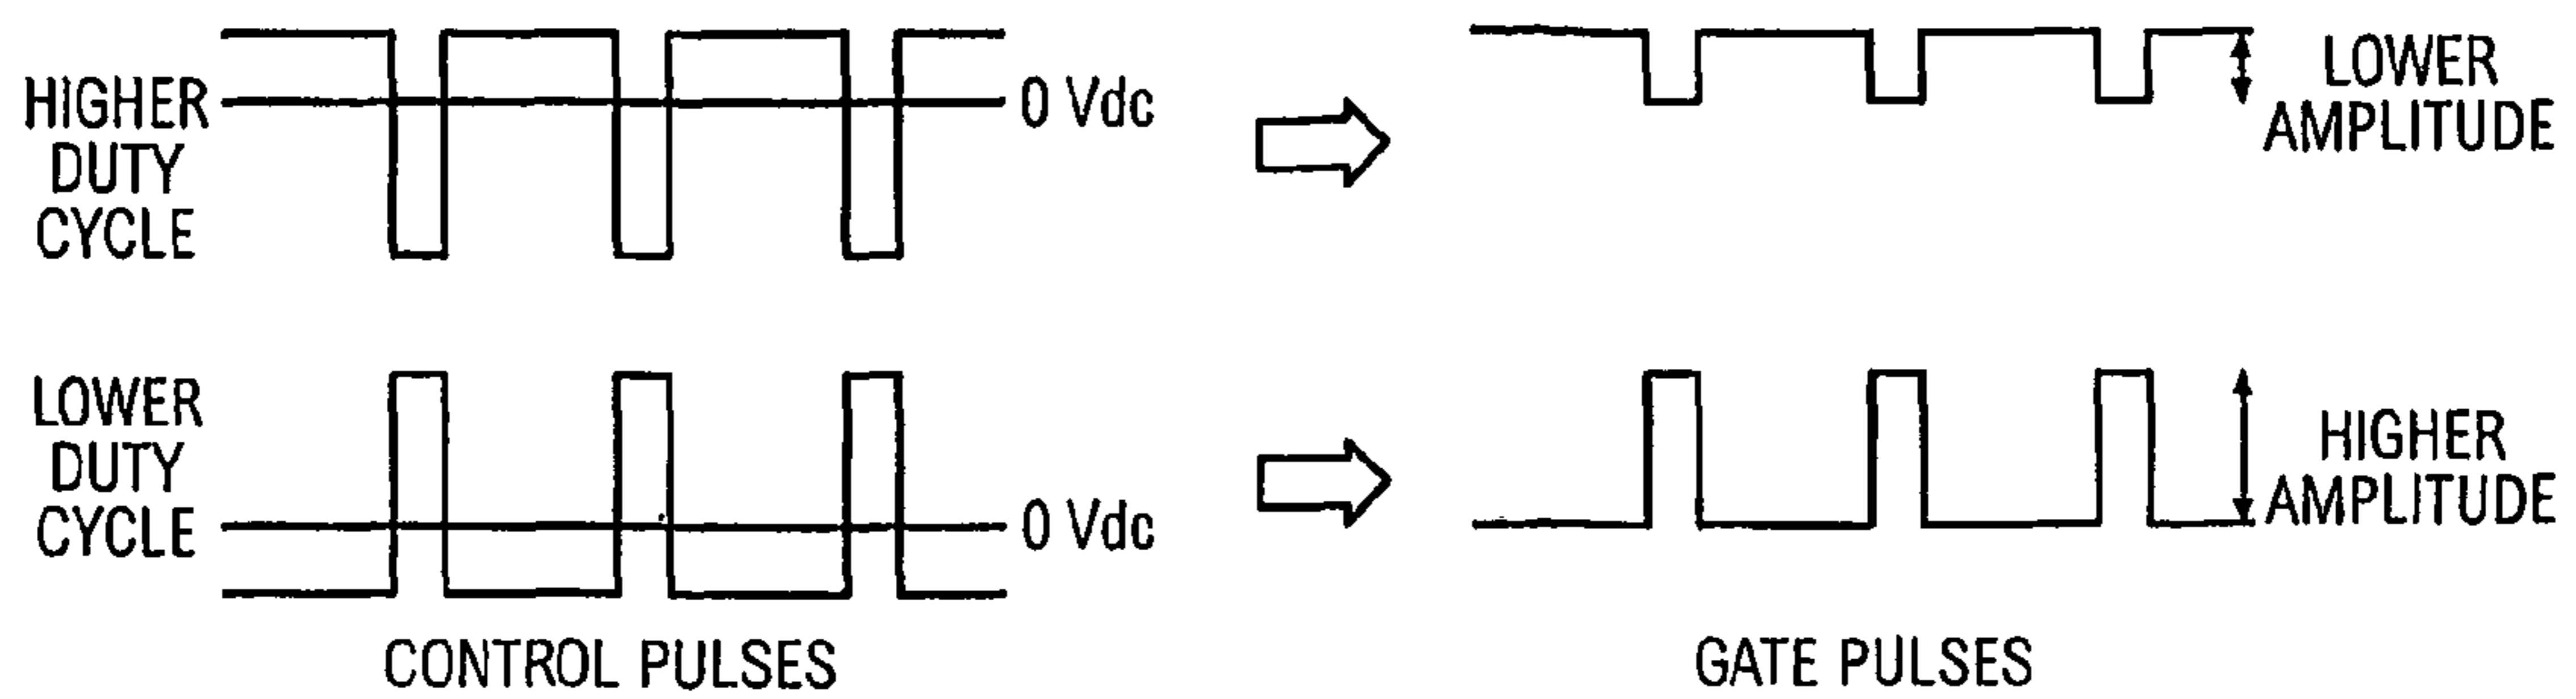 HIGHER
DUTY
CYCLE
0 Vdc
LOWER
AMPLITUDE
LOWER
DUTY
CYCLE
0 Vdc
HIGHER
AMPLITUDE
CONTROL PULSES
GATE PULSES